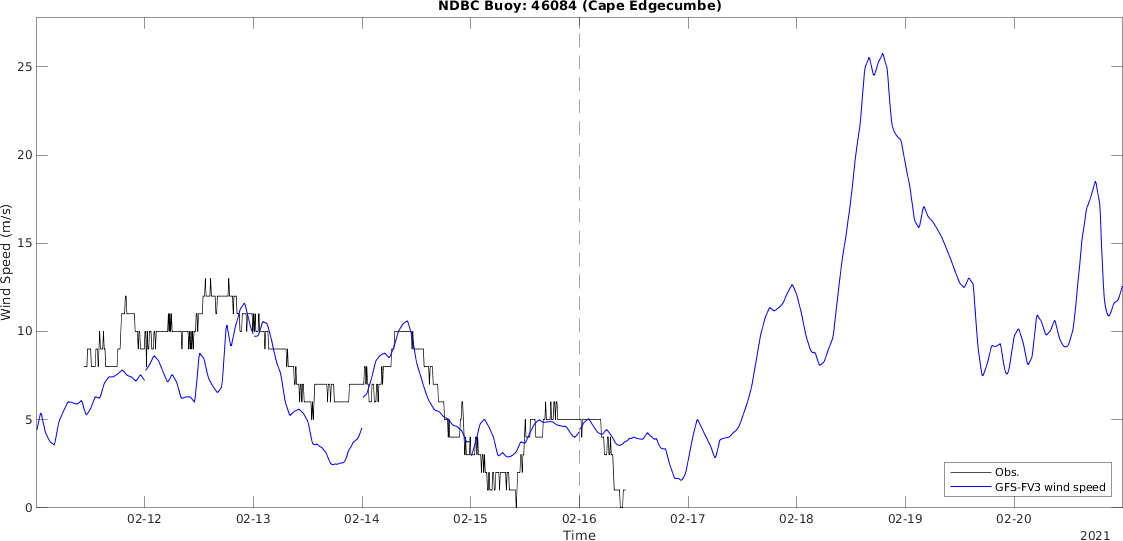 NDBC Buoy: 46084 (Cape Edgecumbe)
25
20
15
10
5
0
Wind Speed (m/s)
Obs.
GFS-FV3 wind speed
02-12 02-13 02-14 02-15 02-16 02-17 02-18 02-19 02-20
Time
2021